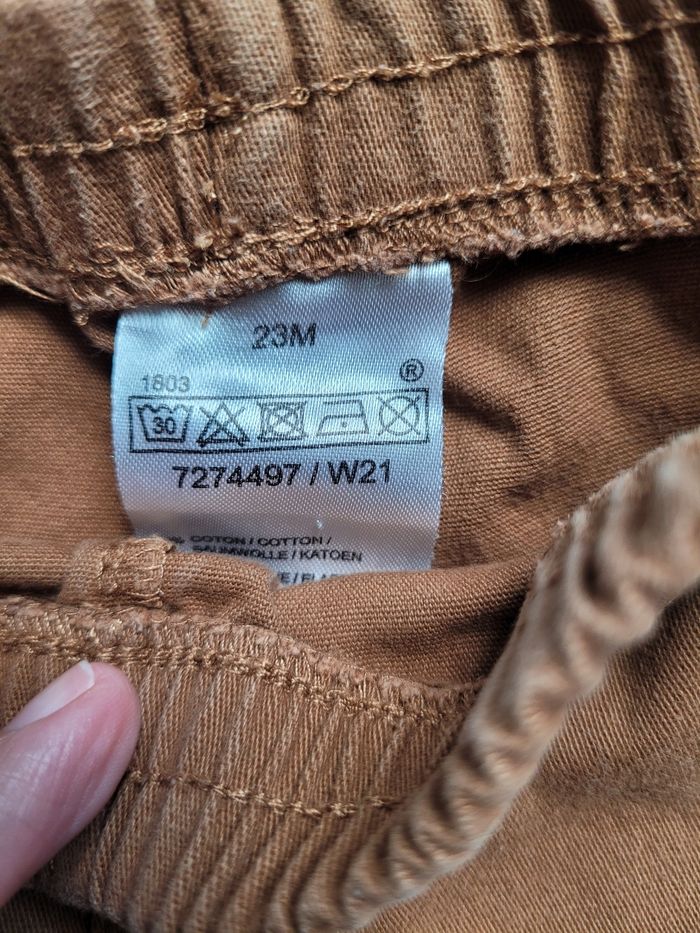 23M
1803
®
30
7274497 / W21
COTON / COTTON /
BAUMWOLLE / KATOEN